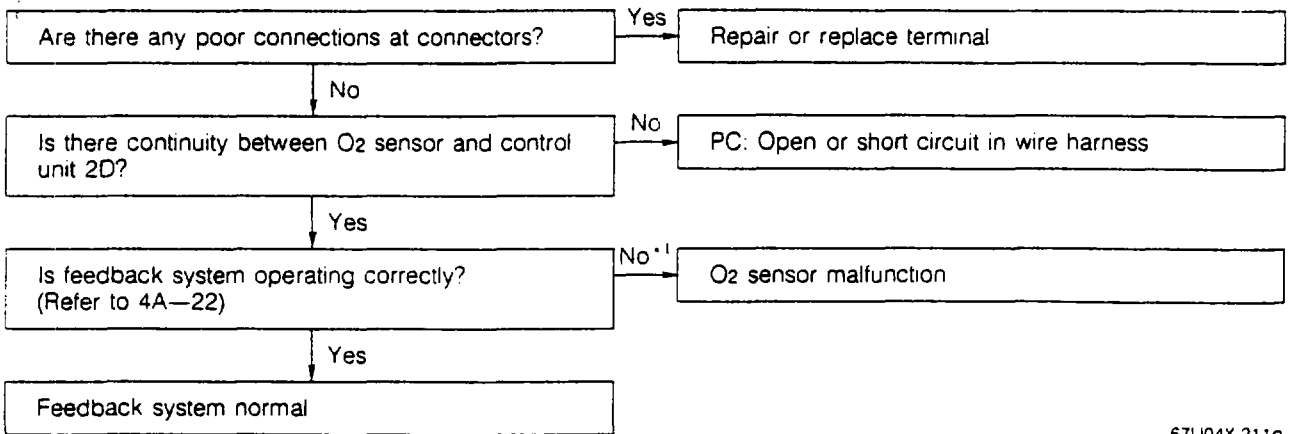 Are there any poor connections at connectors?
Yes
Repair or replace terminal
No
Is there continuity between O2 sensor and control
unit 2D?
No
PC: Open or short circuit in wire harness
Yes
Is feedback system operating correctly?
(Refer to 4A—22)
No*1
O2 sensor malfunction
Yes
Feedback system normal